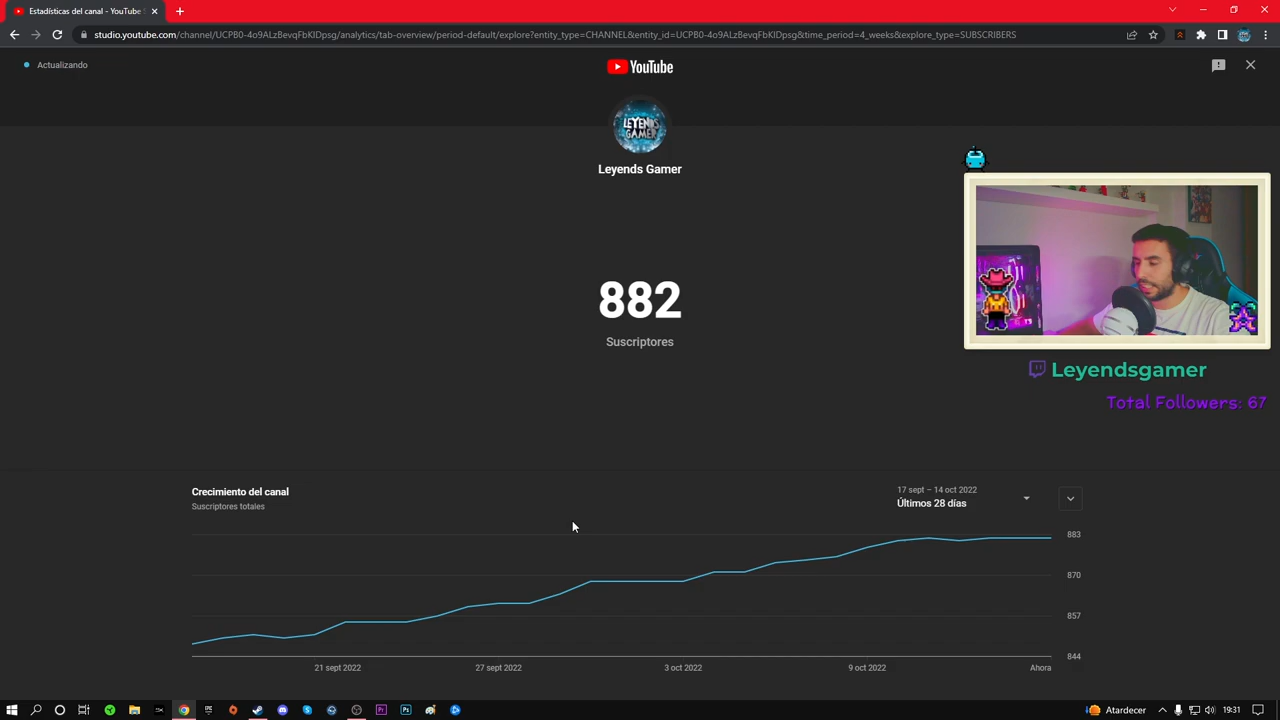 Estadísticas del canal - YouTube
studio.youtube.com/channel/UCPB0-4o9ALzBevqFbKIDpsg/analytics/tab-overview/period-default/explore?entity_type=CHANNEL&entity_id=UCPB0-4o9ALzBevqFbKIDpsg&time_period=4_weeks&explore_type=SUBSCRIBERS
Actualizando
YouTube
LEYENDS
GAMER
Leyends Gamer
882
Suscriptores
Leyendsgamer
Total Followers: 67
Crecimiento del canal
Suscriptores totales
17 sept – 14 oct 2022
Últimos 28 días
883
870
857
844
21 sept 2022
27 sept 2022
3 oct 2022
9 oct 2022
Ahora
Atardecer
19:31